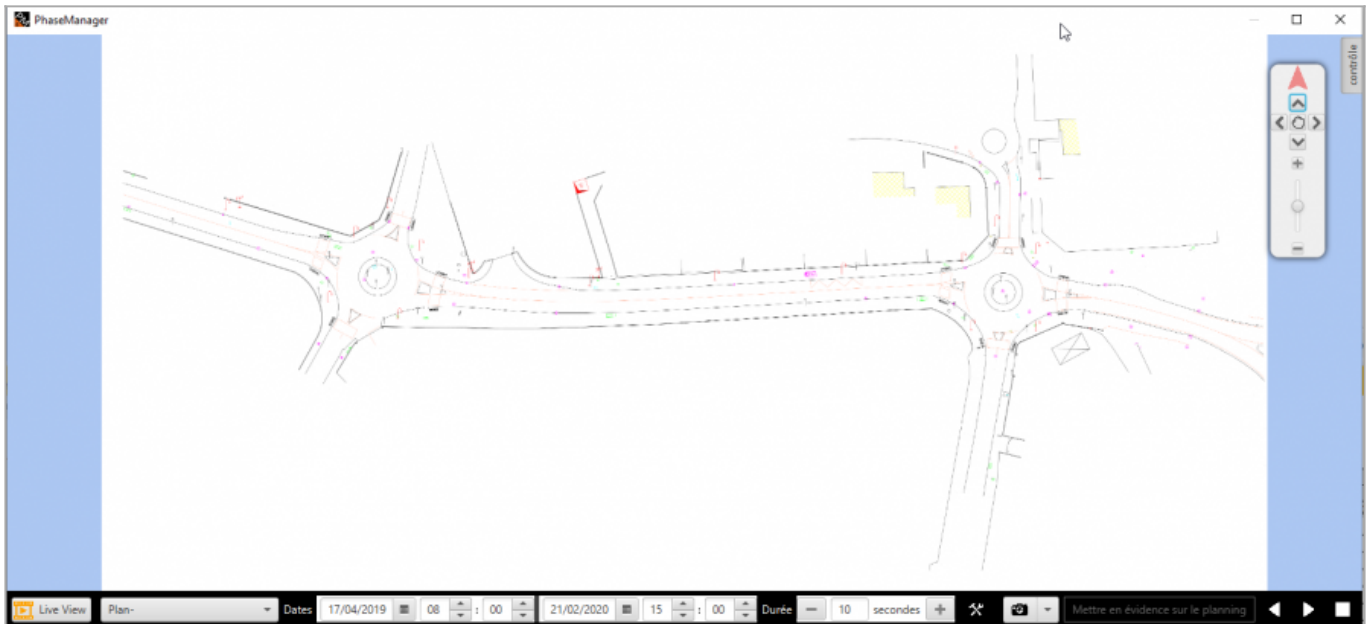 PhaseManager
contrôle
Live View Plan- Dates 17/04/2019 08 : 00 21/02/2020 15 : 00 Durée 10 secondes Mettre en évidence sur le planning